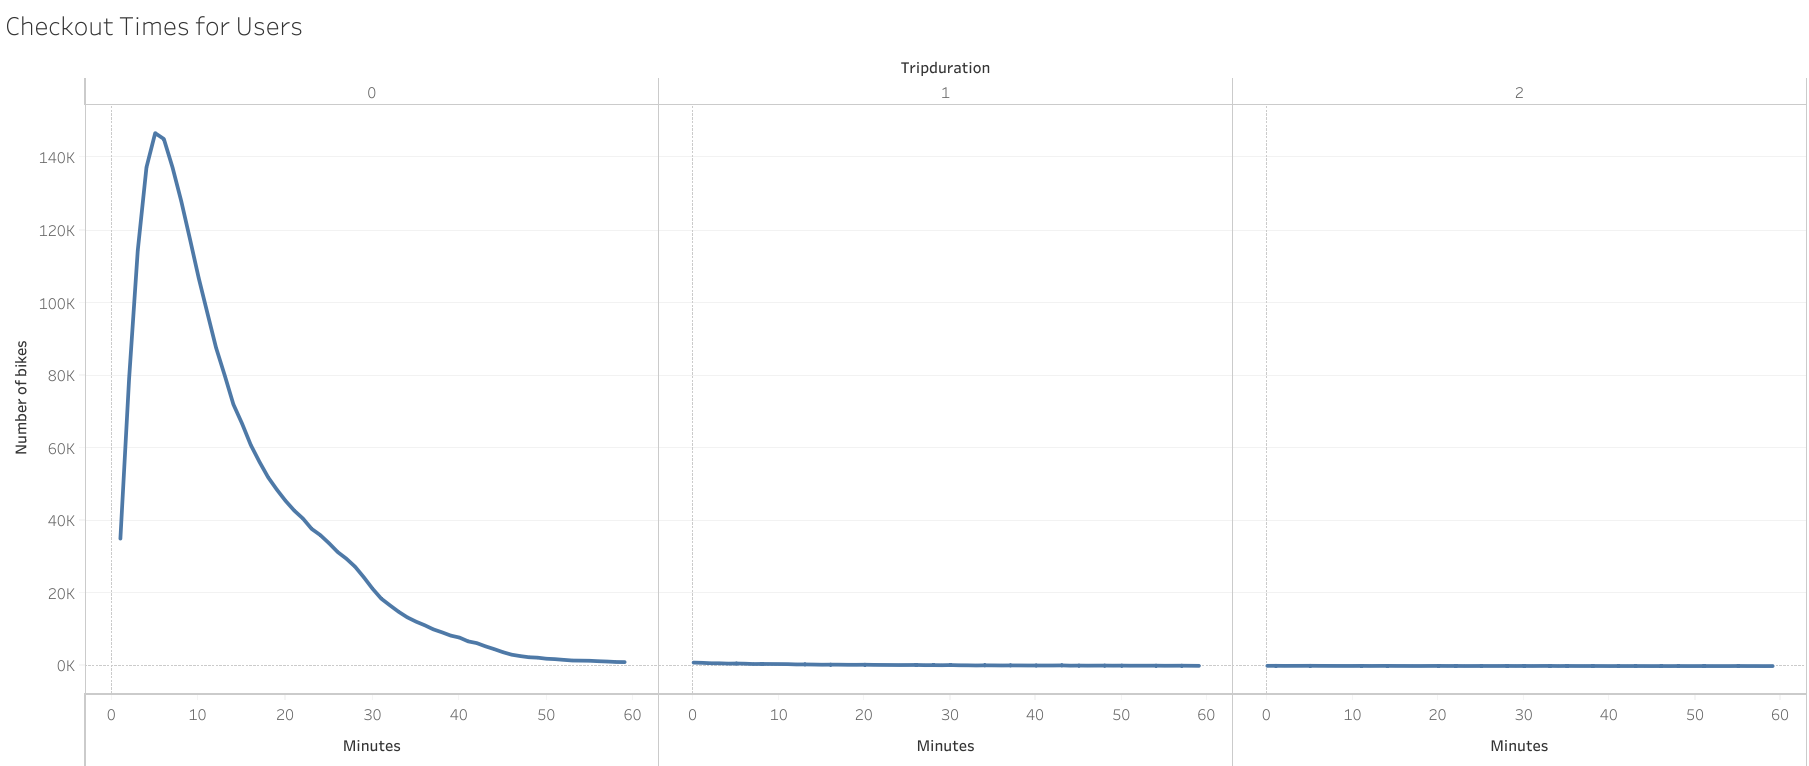 Checkout Times for Users
Tripduration
0 1 2
140K
120K
100K
80K
60K
40K
20K
0K
Number of bikes
0 10 20 30 40 50 60 0 10 20 30 40 50 60 0 10 20 30 40 50 60
Minutes Minutes Minutes